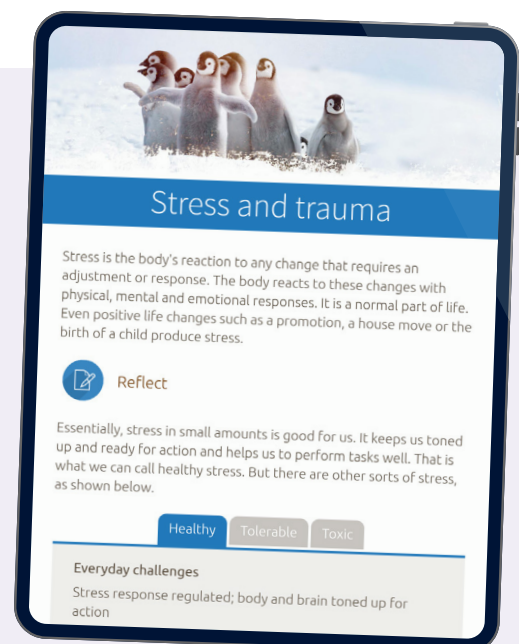 Stress and trauma
Stress is the body's reaction to any change that requires an
adjustment or response. The body reacts to these changes with
physical, mental and emotional responses. It is a normal part of life.
Even positive life changes such as a promotion, a house move or the
birth of a child produce stress.
Reflect
Essentially, stress in small amounts is good for us. It keeps us toned
up and ready for action and helps us to perform tasks well. That is
what we can call healthy stress. But there are other sorts of stress,
as shown below.
Healthy Tolerable Toxic
Everyday challenges
Stress response regulated; body and brain toned up for
action